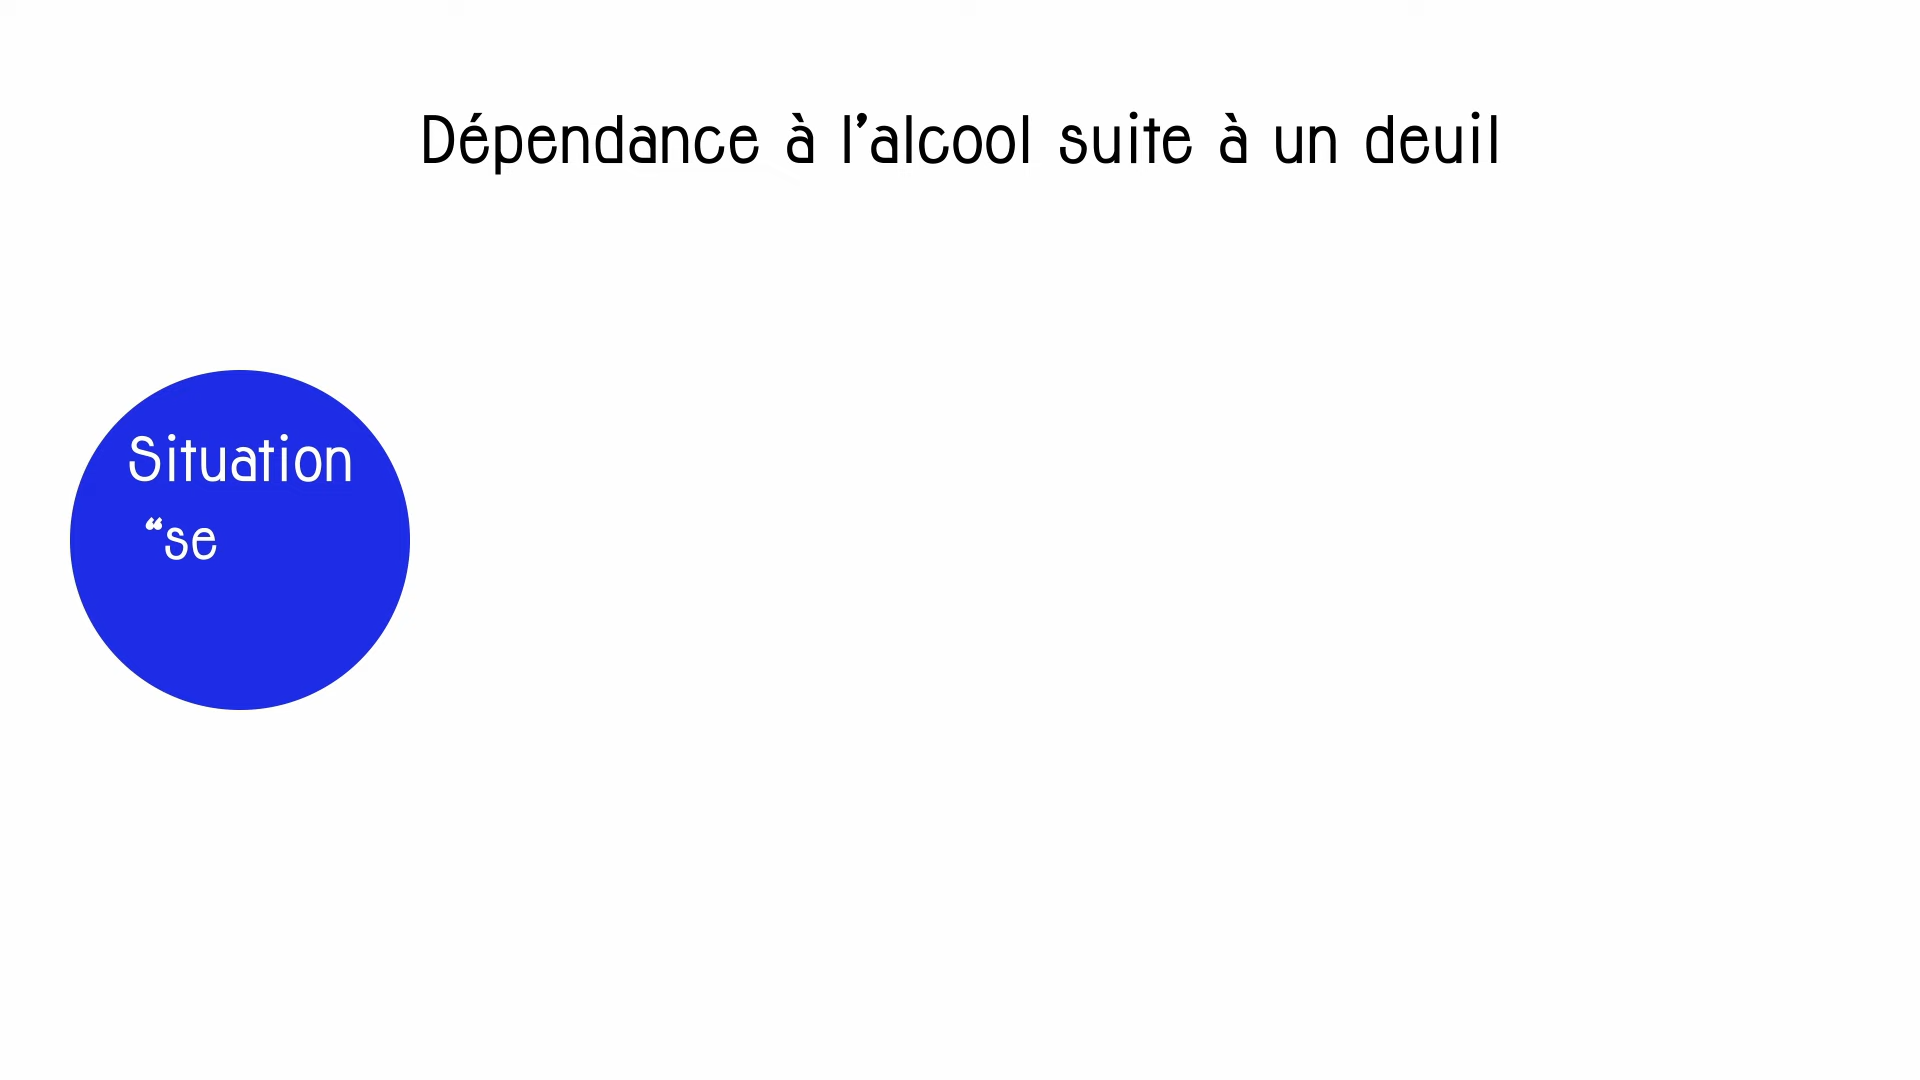 Dépendance à l’alcool suite à un deuil
Situation
“se